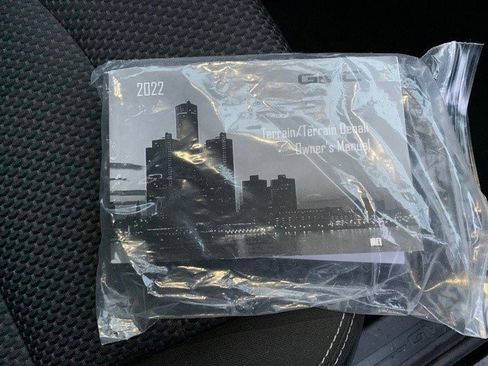 2022
GMC
Terrain/Terrain Denali
Owner's Manual